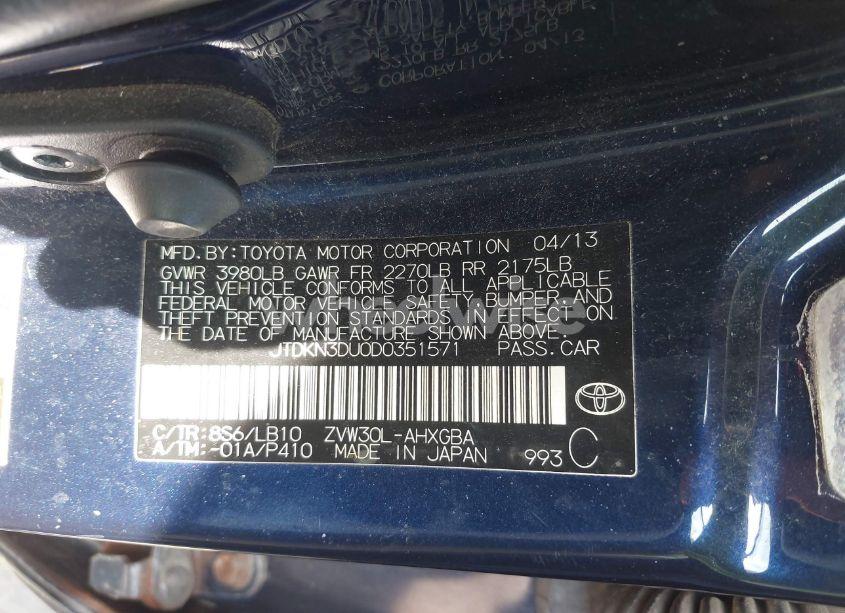 MFD.BY:TOYOTA MOTOR CORPORATION 04/13
GVWR 3980LB GAWR FR 2270LB RR 2175LB
THIS VEHICLE CONFORMS TO ALL APPLICABLE
FEDERAL MOTOR VEHICLE SAFETY, BUMPER, AND
THEFT PREVENTION STANDARDS IN EFFECT ON
THE DATE OF MANUFACTURE SHOWN ABOVE.
JTDKN3DU0D0351571 PASS.CAR
C/TR:8S6/LB10 ZVW30L-AHXGBA
A/TM:-01A/P410 MADE IN JAPAN 993 C